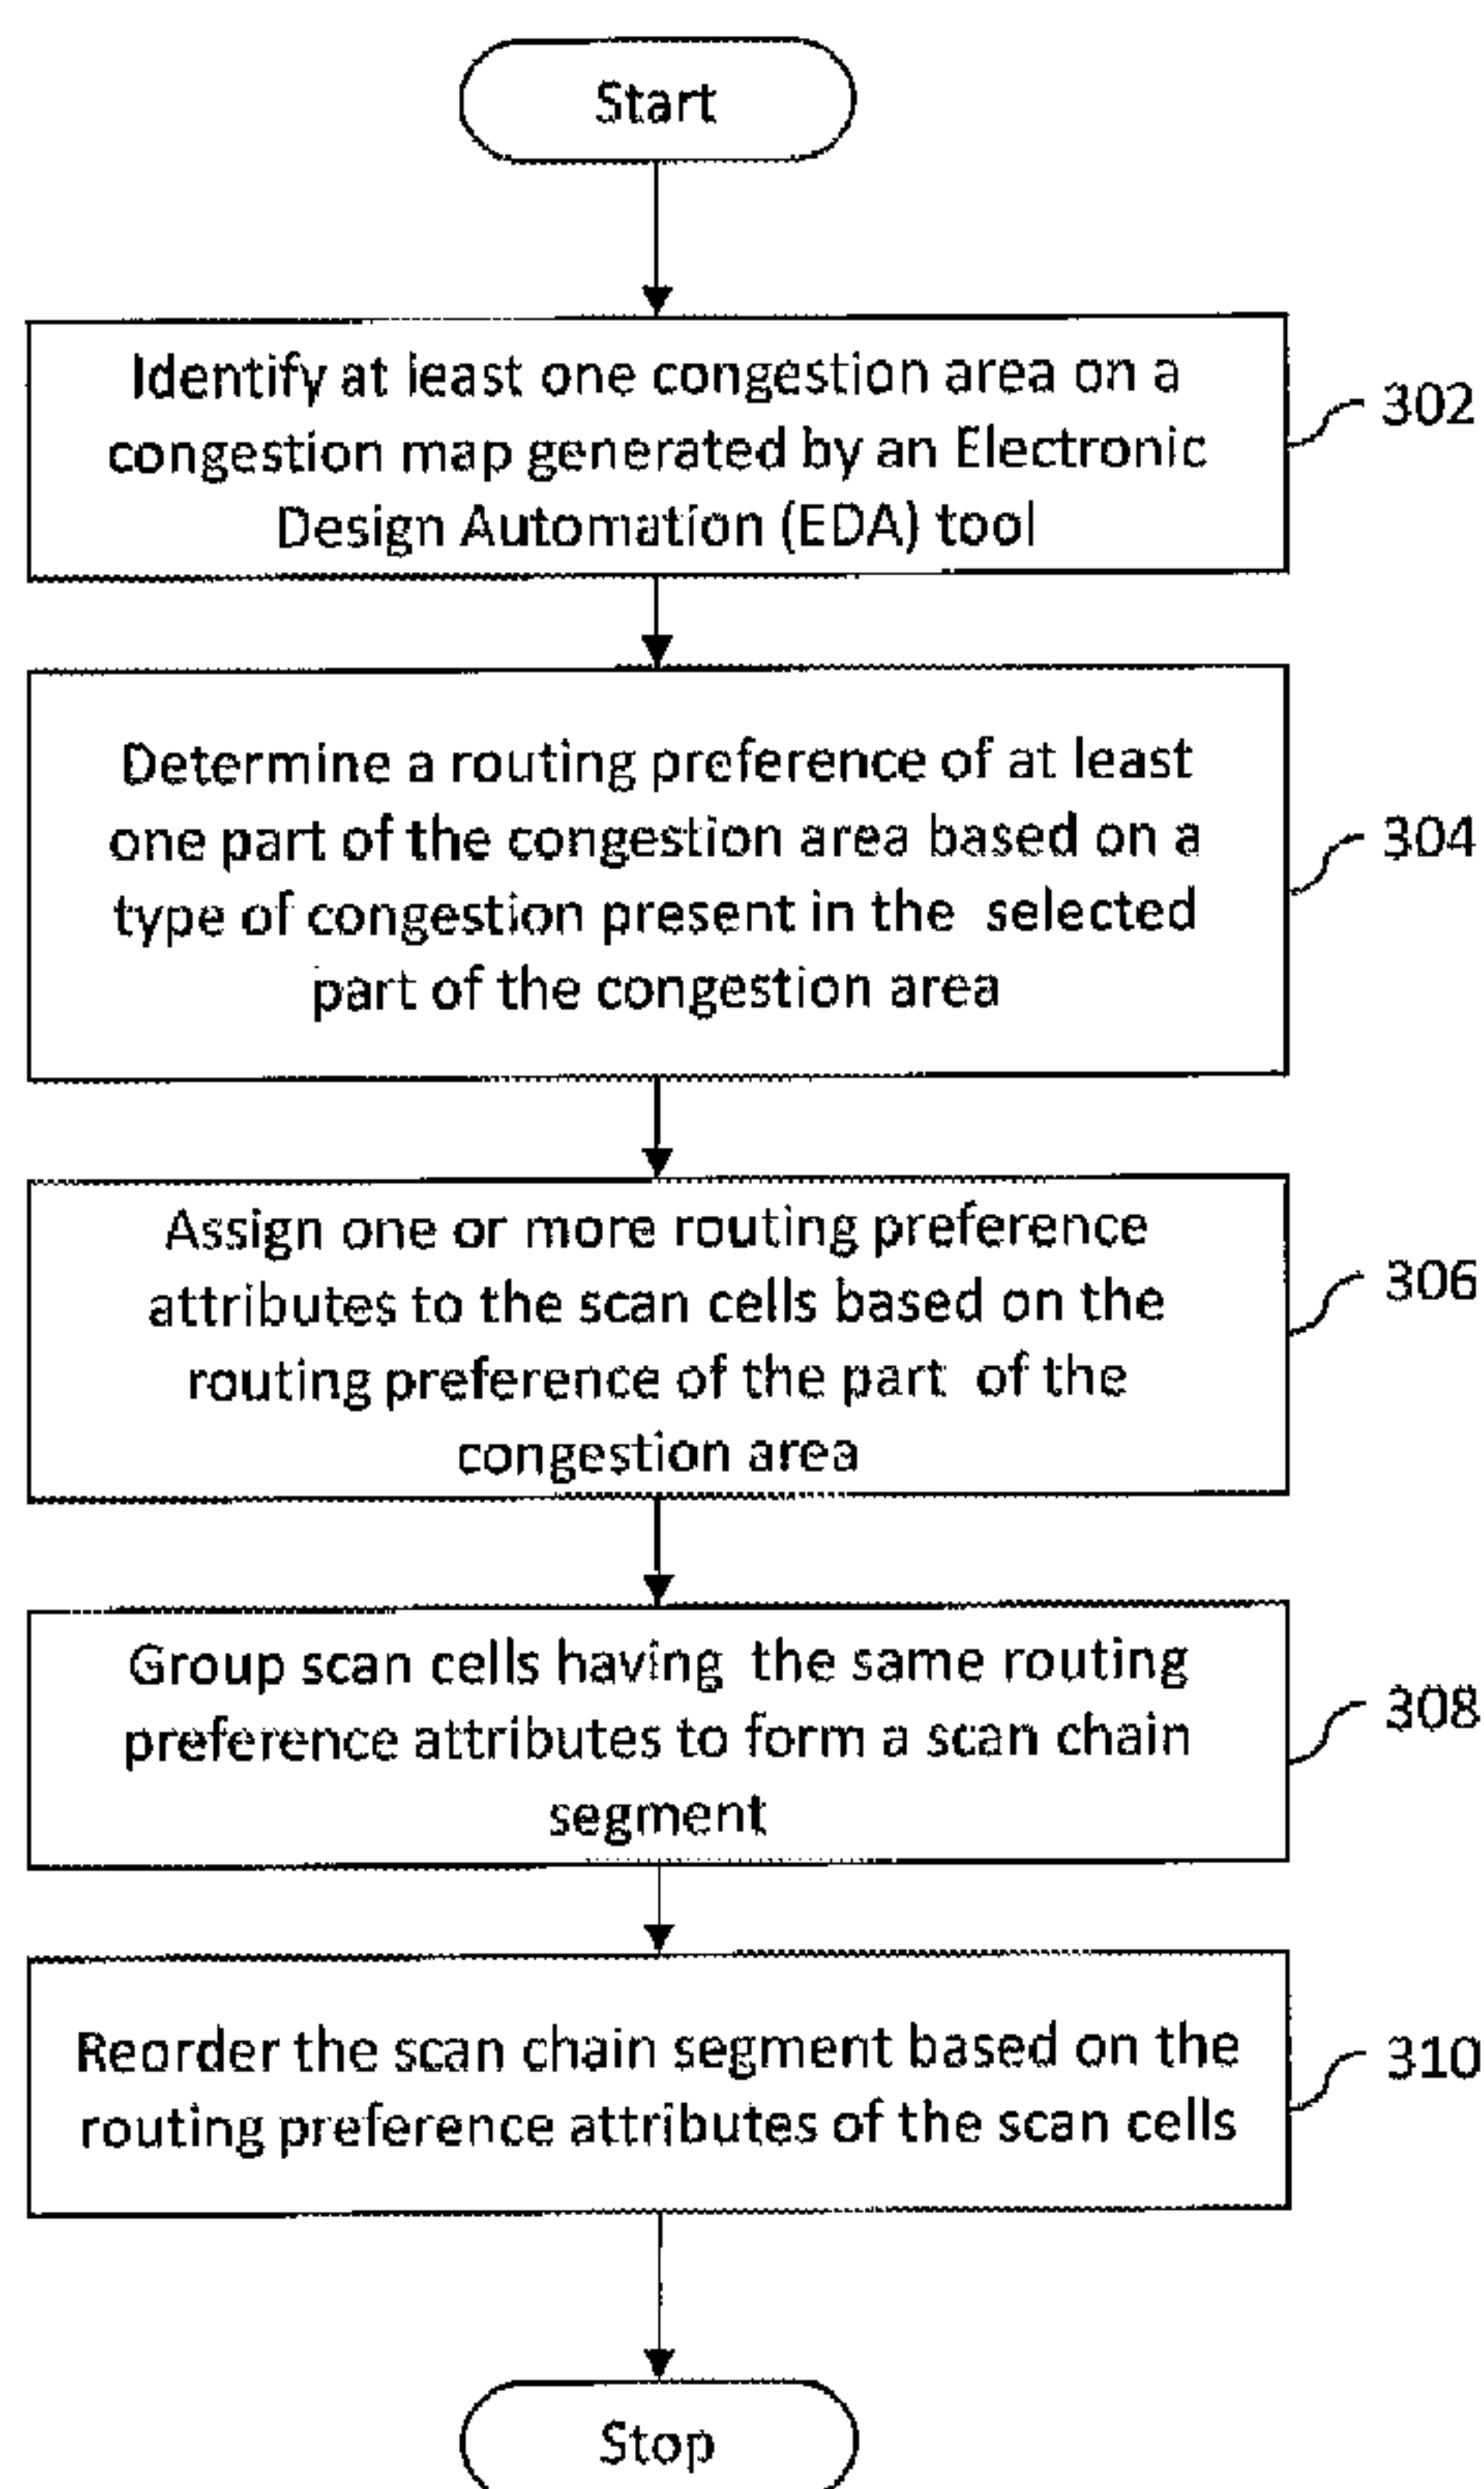 Start
Identify at least one congestion area on a
congestion map generated by an Electronic
Design Automation (EDA) tool
302
Determine a routing preference of at least
one part of the congestion area based on a
type of congestion present in the selected
part of the congestion area
304
Assign one or more routing preference
attributes to the scan cells based on the
routing preference of the part of the
congestion area
306
Group scan cells having the same routing
preference attributes to form a scan chain
segment
308
Reorder the scan chain segment based on the
routing preference attributes of the scan cells
310
Stop